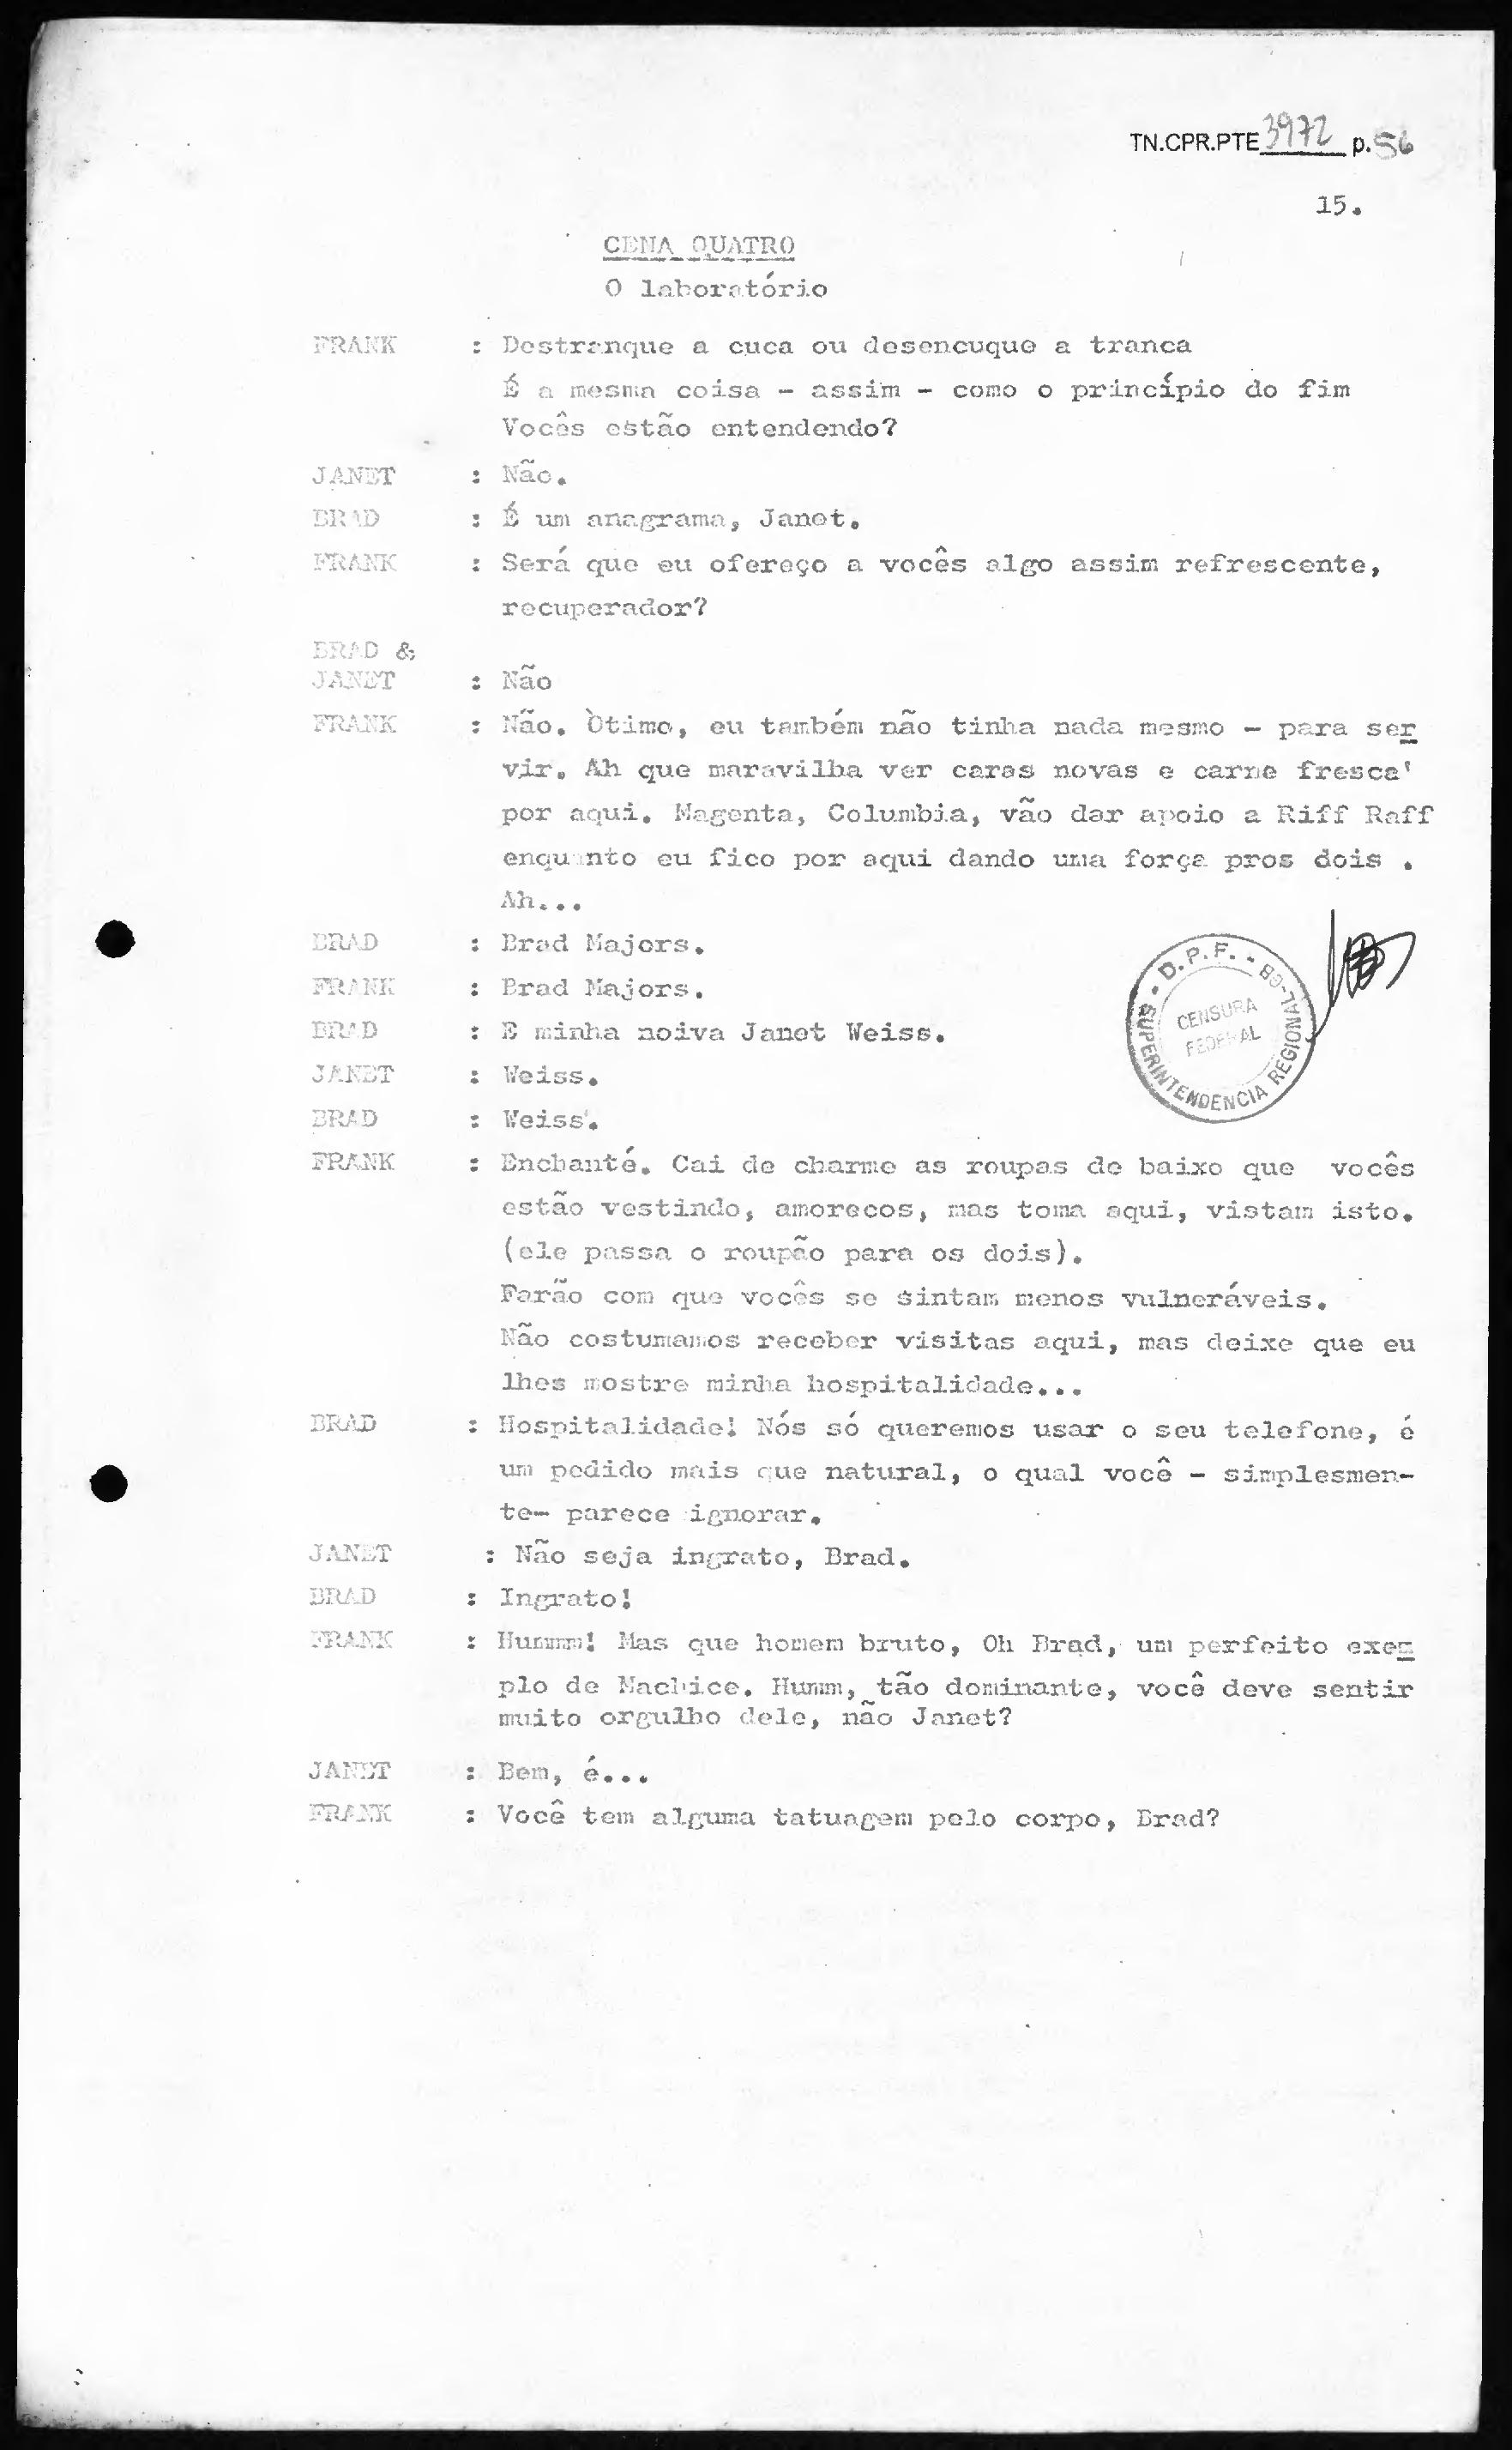 TN.CPR.PTE 3972 p.56
15.
CENA QUATRO
O laboratório
FRANK : Destranque a cuca ou desencuque a tranca
É a mesma coisa - assim - como o princípio do fim
Vocês estão entendendo?
JANET : Não.
BRAD : É um anagrama, Janet.
FRANK : Será que eu ofereço a vocês algo assim refrescente,
recuperador?
BRAD &
JANET : Não
FRANK : Não. Òtimo, eu também não tinha nada mesmo - para ser
vir. Ah que maravilha ver caras novas e carne fresca'
por aqui. Magenta, Columbia, vão dar apoio a Riff Raff
enquanto eu fico por aqui dando uma força pros dois .
Ah...
BRAD : Brad Majors.
FRANK : Brad Majors.
BRAD : E minha noiva Janet Weiss.
JANET : Weiss.
BRAD : Weiss'.
FRANK : Enchanté. Cai de charme as roupas de baixo que vocês
estão vestindo, amorecos, mas toma aqui, vistam isto.
(ele passa o roupão para os dois).
Farão com que vocês se sintam menos vulneráveis.
Não costumamos receber visitas aqui, mas deixe que eu
lhes mostre minha hospitalidade...
BRAD : Hospitalidade! Nós só queremos usar o seu telefone, é
um pedido mais que natural, o qual você - simplesmen-
te- parece ignorar.
JANET : Não seja ingrato, Brad.
BRAD : Ingrato!
FRANK : Hummm! Mas que homem bruto, Oh Brad, um perfeito exem
plo de Machice. Humm, tão dominante, você deve sentir
muito orgulho dele, não Janet?
JANET : Bem, é...
FRANK : Você tem alguma tatuagem pelo corpo, Brad?
D.P.F. - SUPERINTENDENCIA REGIONAL-GB
CENSURA
FEDERAL